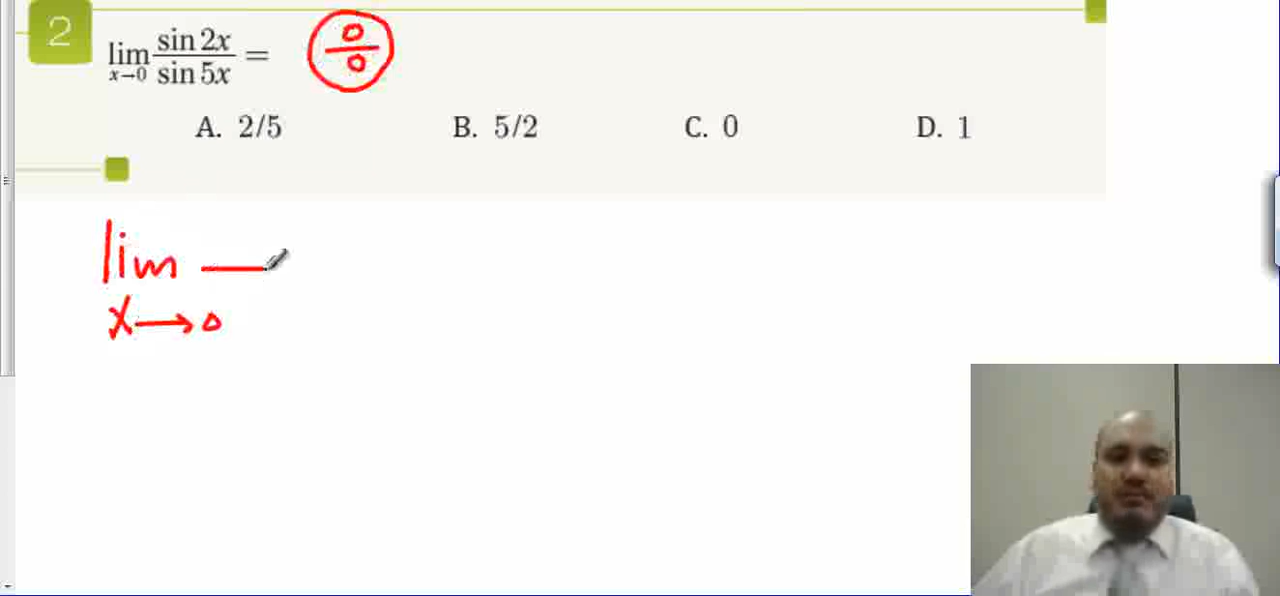 2
lim x→0 sin 2x / sin 5x = 0/0
A. 2/5 B. 5/2 C. 0 D. 1
lim
x→0